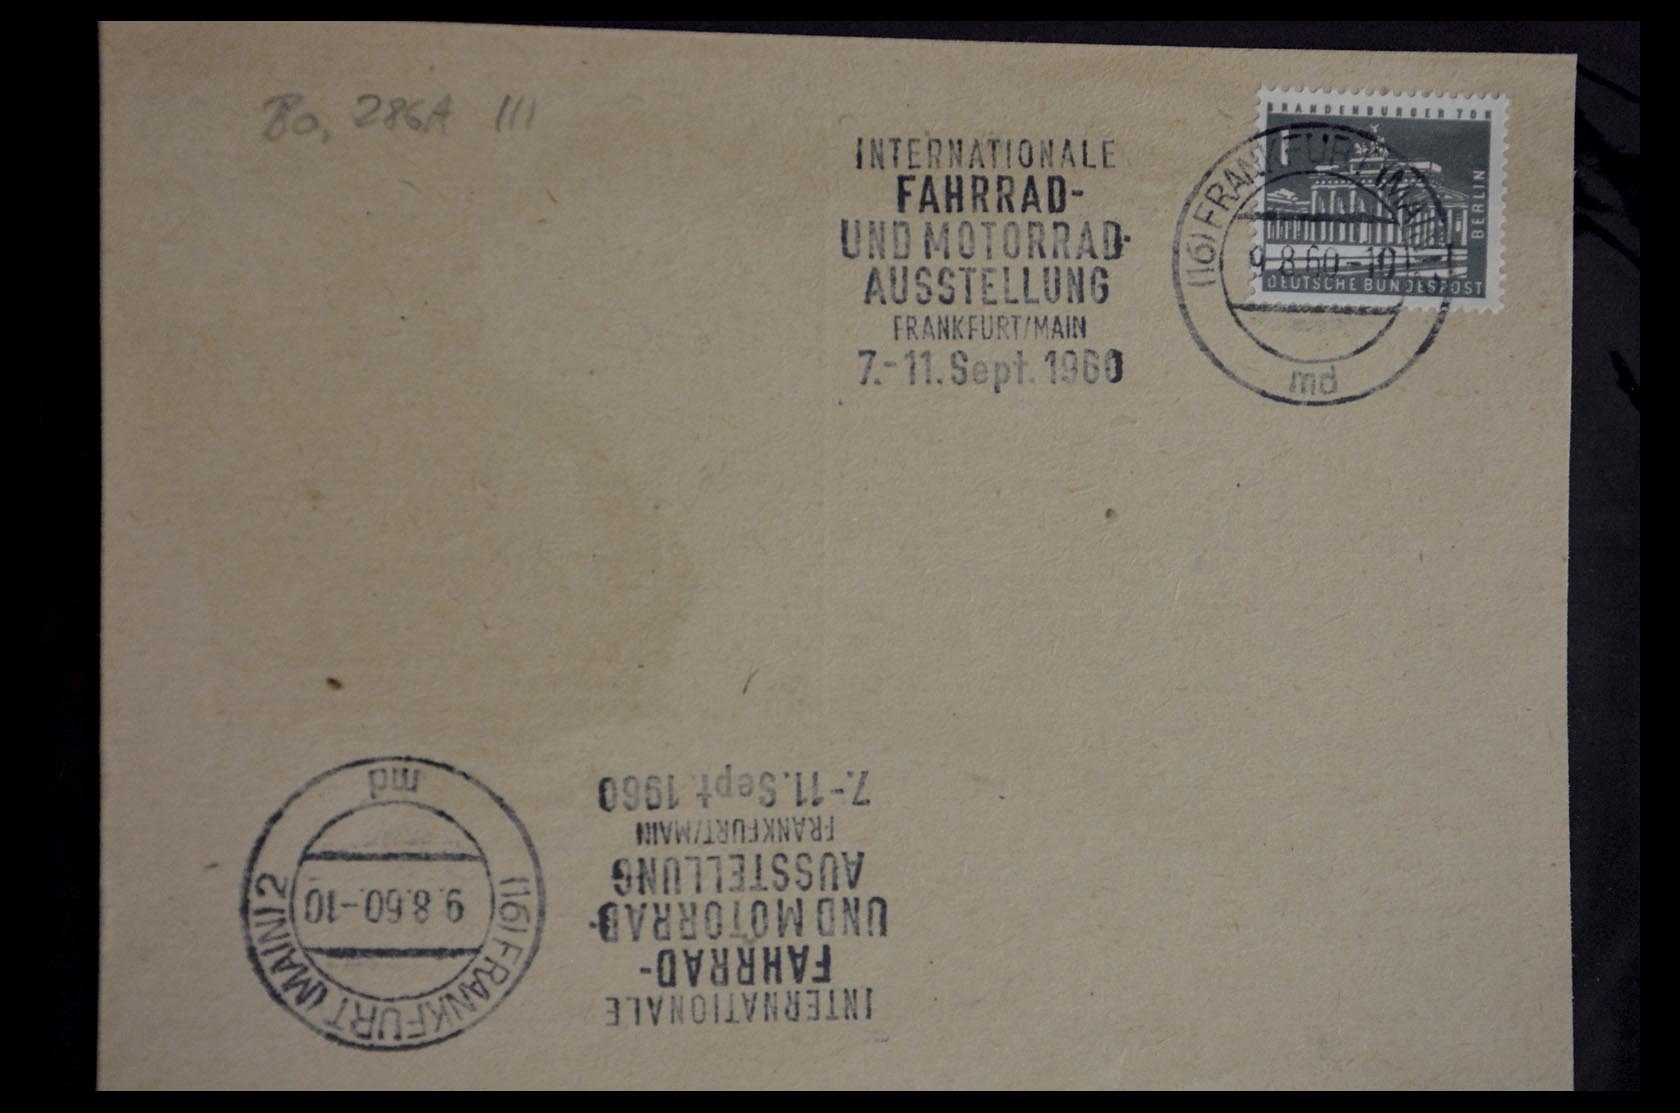 Bo. 286A III
INTERNATIONALE
FAHRRAD-
UND MOTORRAD-
AUSSTELLUNG
FRANKFURT/MAIN
7.-11. Sept. 1960
BRANDENBURGER TOR
BERLIN
DEUTSCHE BUNDESPOST
(16) FRANKFURT (MAIN)
9.8.60-10
md
(16) FRANKFURT (MAIN) 2
9.8.60-10
md
INTERNATIONALE
FAHRRAD-
UND MOTORRAD-
AUSSTELLUNG
FRANKFURT/MAIN
7.-11. Sept. 1960